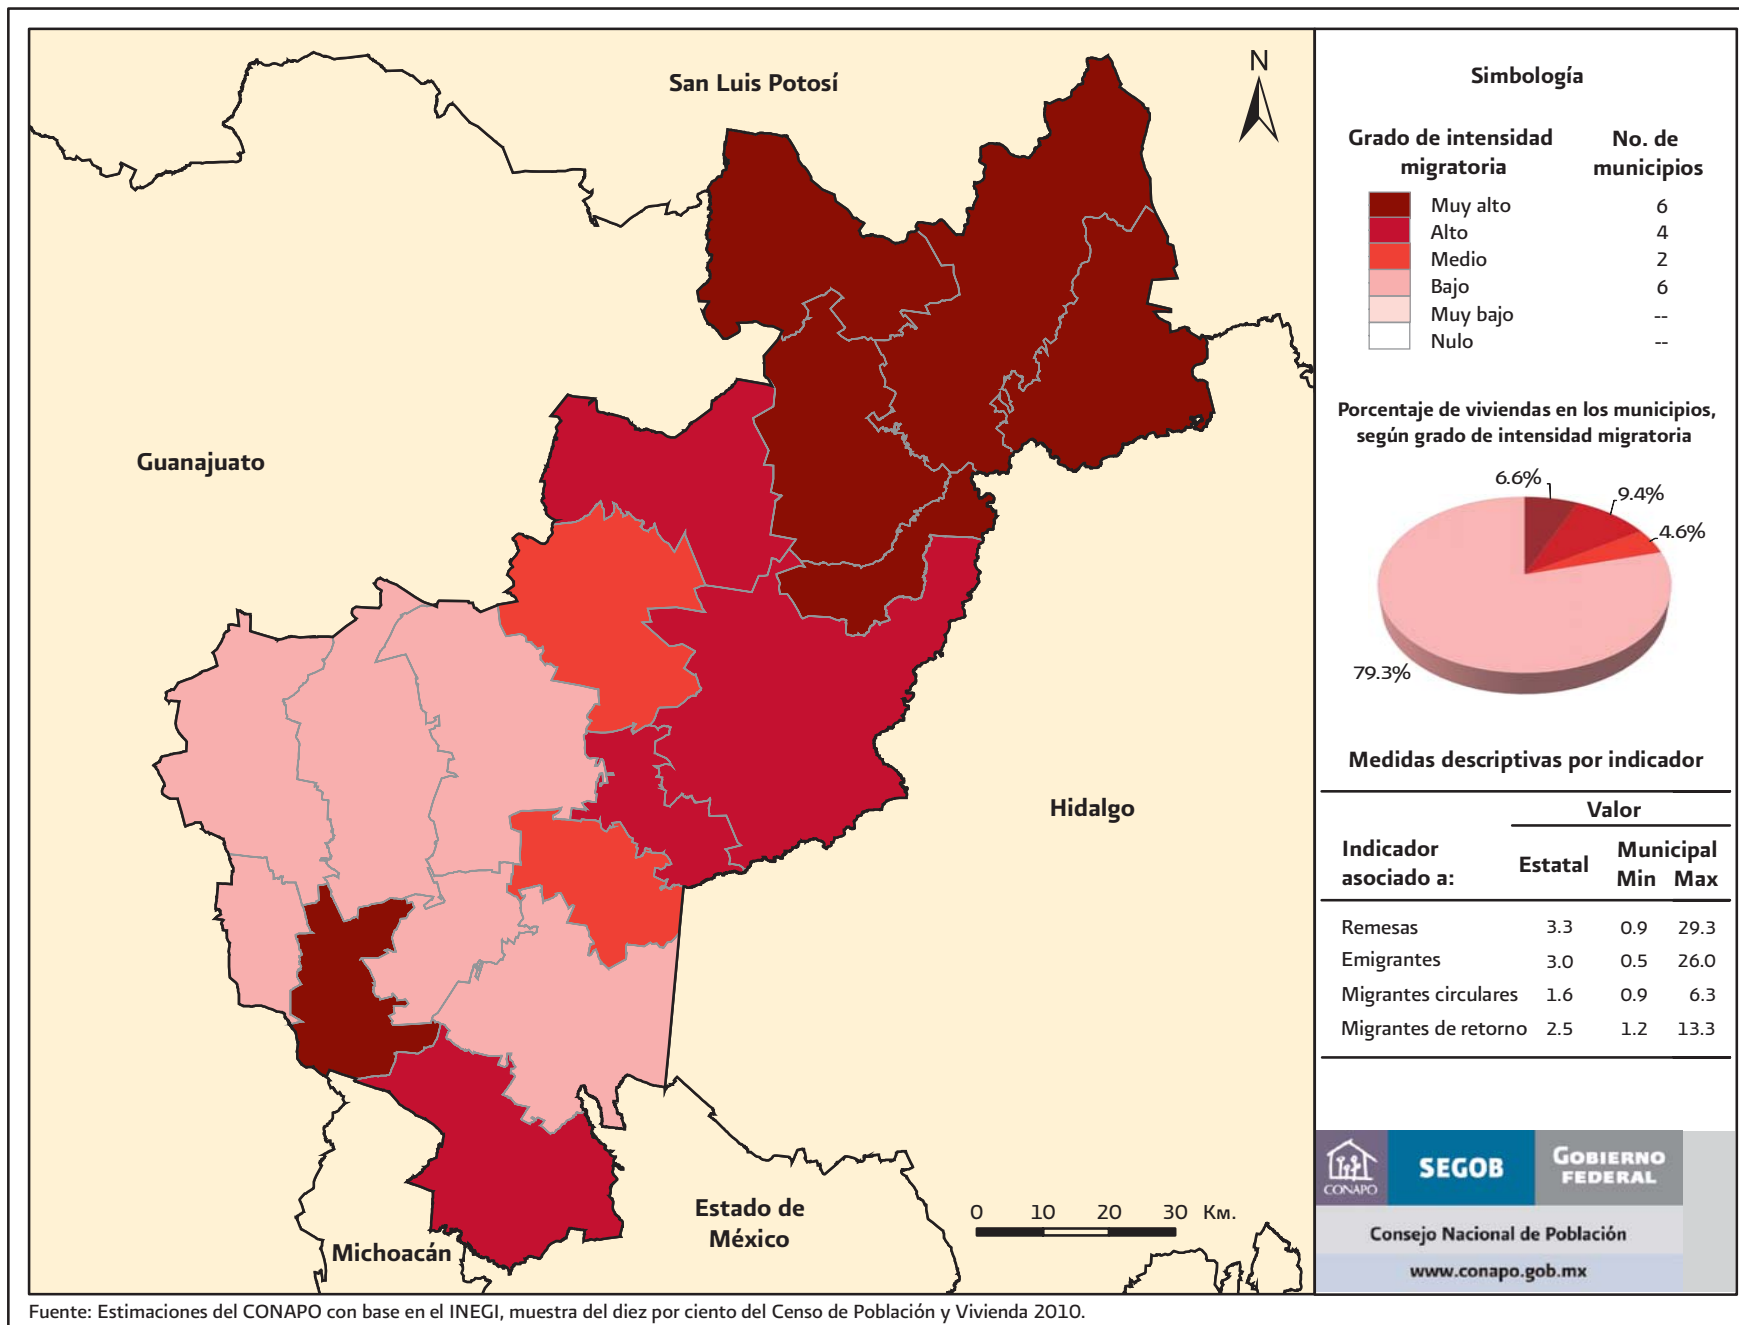 San Luis Potosí
N
Guanajuato
Hidalgo
Estado de
México
Michoacán
0 10 20 30 Km.
Simbología
Grado de intensidad
migratoria
No. de
municipios
Muy alto 6
Alto 4
Medio 2
Bajo 6
Muy bajo --
Nulo --
Porcentaje de viviendas en los municipios,
según grado de intensidad migratoria
6.6%
9.4%
4.6%
79.3%
Medidas descriptivas por indicador
Valor
Indicador
asociado a:
Estatal
Municipal
Min Max
Remesas 3.3 0.9 29.3
Emigrantes 3.0 0.5 26.0
Migrantes circulares 1.6 0.9 6.3
Migrantes de retorno 2.5 1.2 13.3
CONAPO
SEGOB
GOBIERNO
FEDERAL
Consejo Nacional de Población
www.conapo.gob.mx
Fuente: Estimaciones del CONAPO con base en el INEGI, muestra del diez por ciento del Censo de Población y Vivienda 2010.